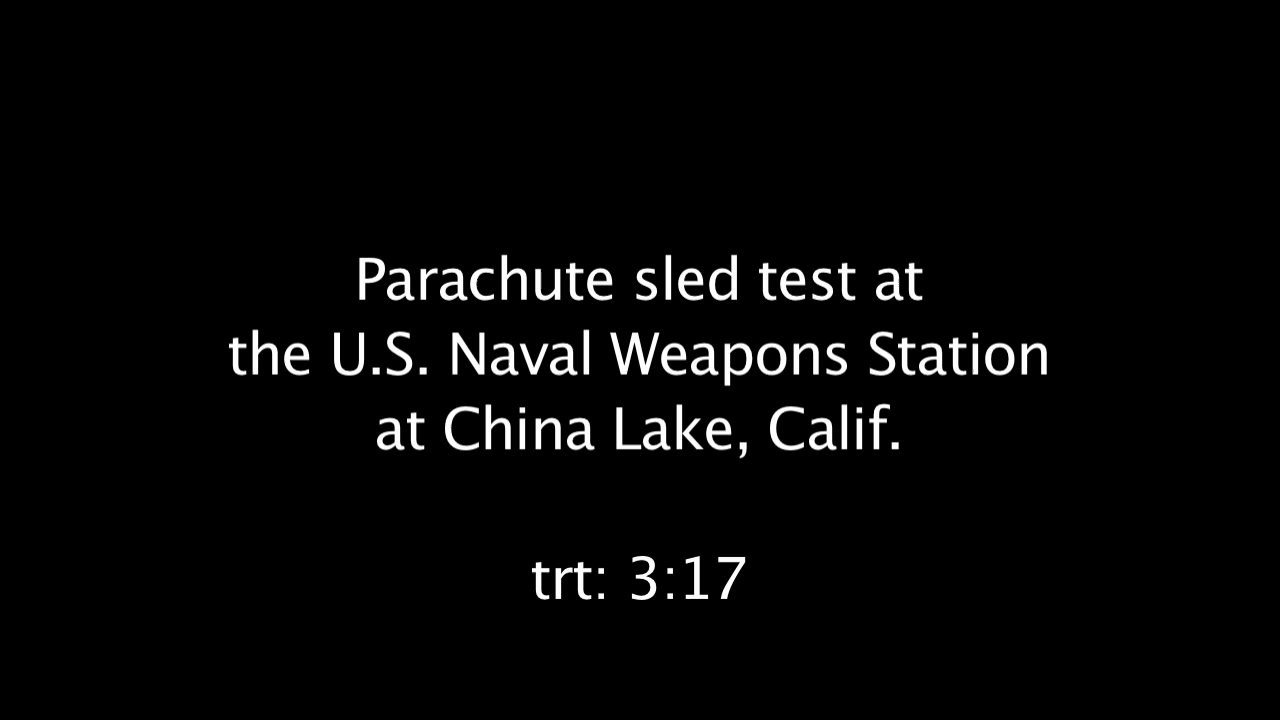 Parachute sled test at
the U.S. Naval Weapons Station
at China Lake, Calif.
trt: 3:17